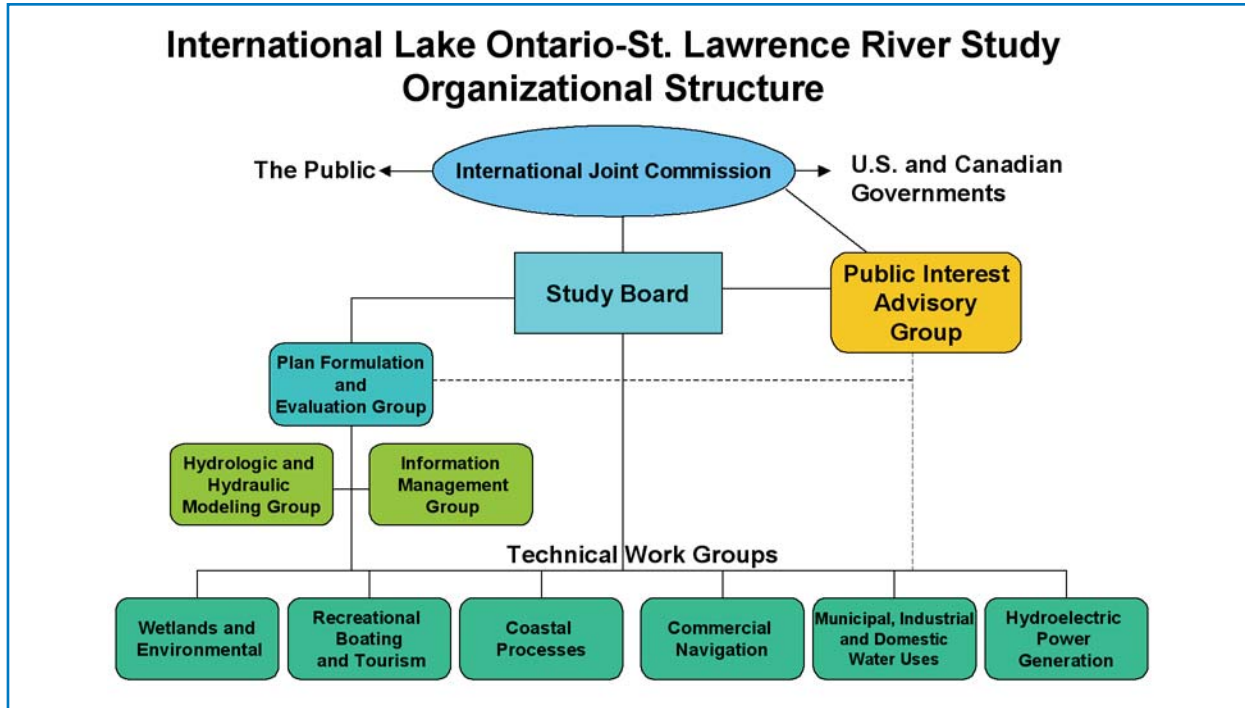 International Lake Ontario-St. Lawrence River Study
Organizational Structure
The Public
International Joint Commission
U.S. and Canadian
Governments
Study Board
Public Interest
Advisory
Group
Plan Formulation
and
Evaluation Group
Hydrologic and
Hydraulic
Modeling Group
Information
Management
Group
Technical Work Groups
Wetlands and
Environmental
Recreational
Boating
and Tourism
Coastal
Processes
Commercial
Navigation
Municipal, Industrial
and Domestic
Water Uses
Hydroelectric
Power
Generation